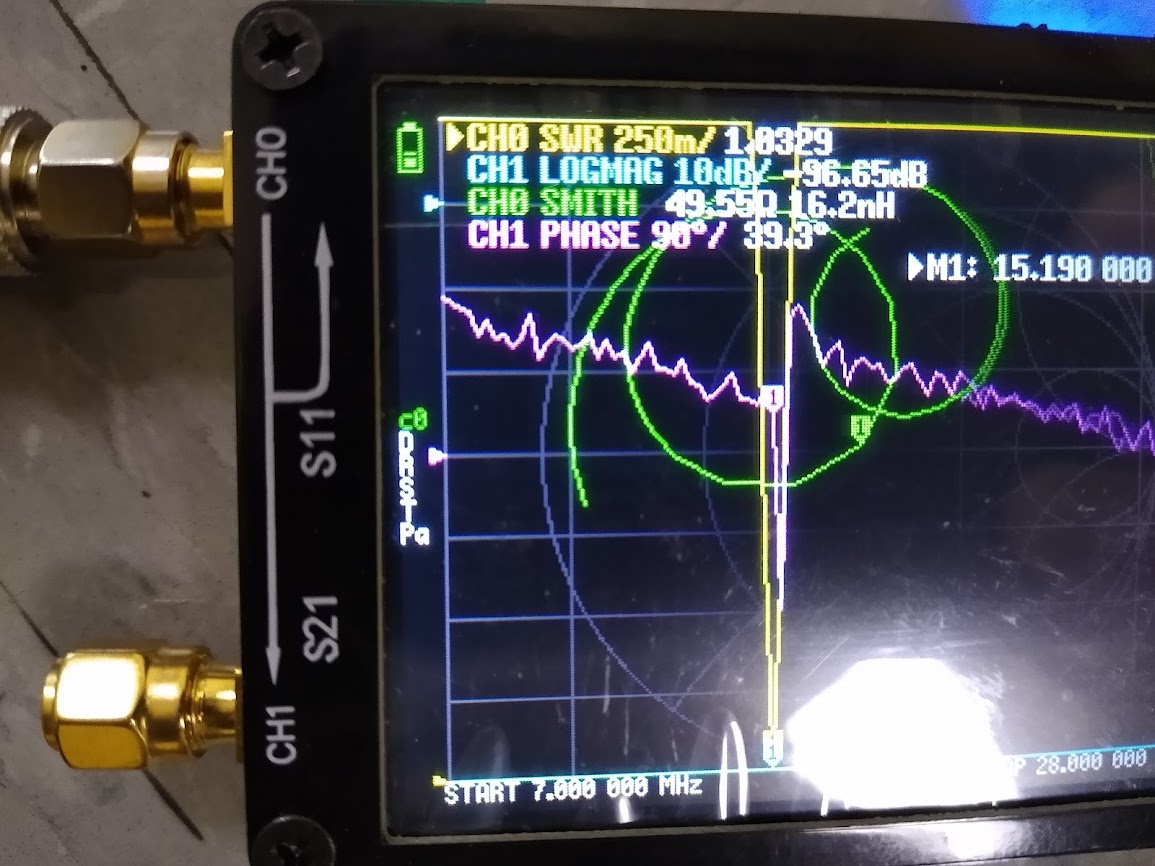 CH0 SWR 250m/ 1.0329
CH1 LOGMAG 10dB/ -96.65dB
CH0 SMITH 49.55Ω 16.2nH
CH1 PHASE 90°/ 39.3°
M1: 15.190 000
1
1
1
c0
D
R
S
T
Pa
START 7.000 000 MHz
OP 28.000 000
CH0
S11
S21
CH1